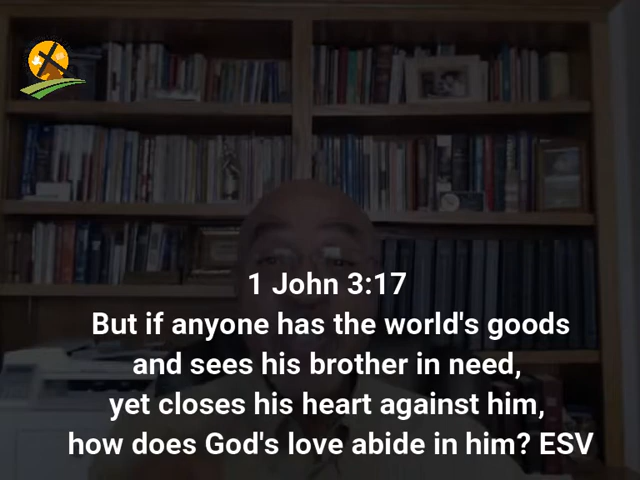 1 John 3:17
But if anyone has the world's goods
and sees his brother in need,
yet closes his heart against him,
how does God's love abide in him? ESV